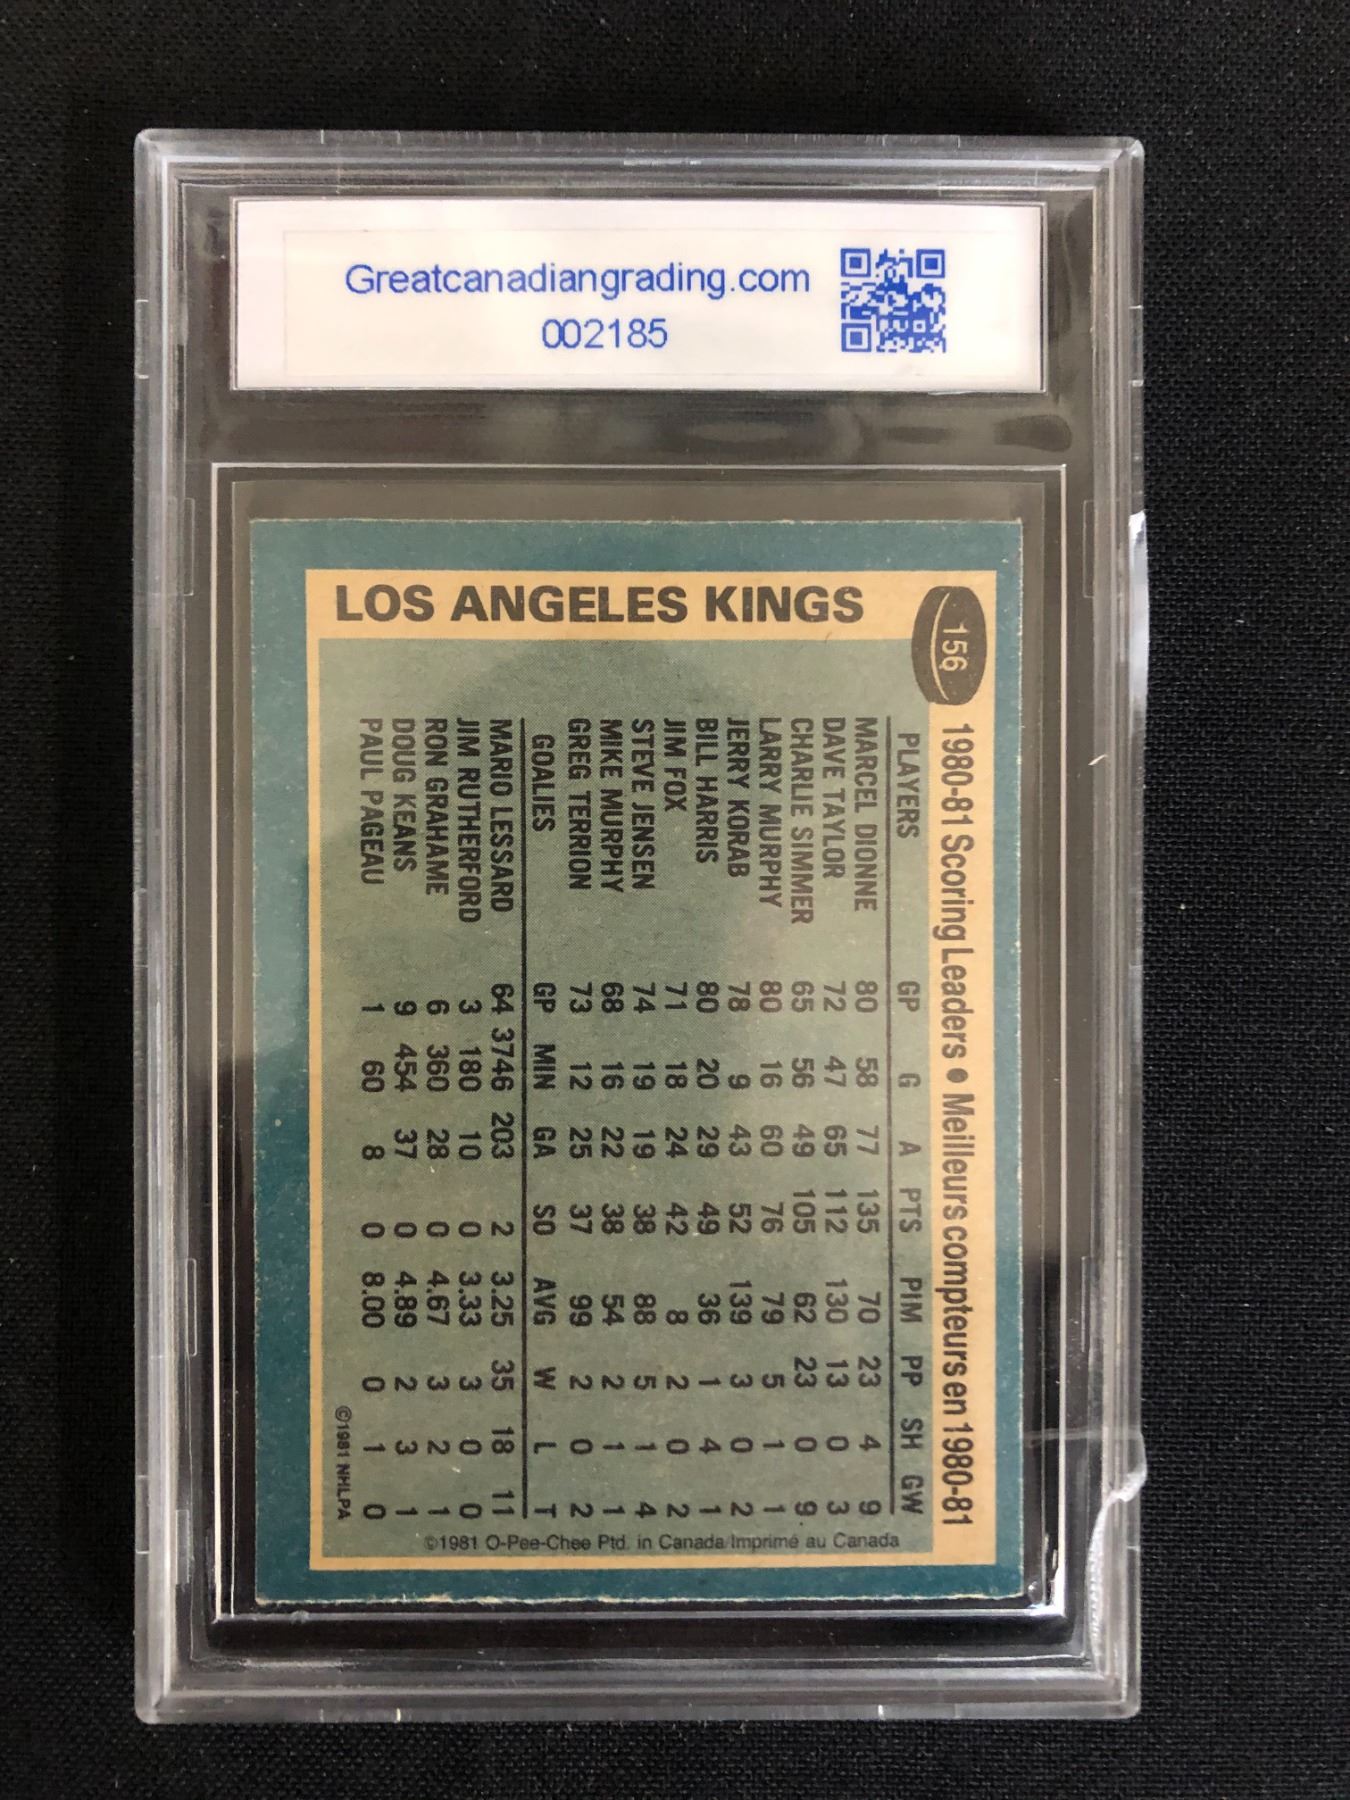 Greatcanadiangrading.com
002185
LOS ANGELES KINGS
156
1980-81 Scoring Leaders • Meilleurs compteurs en 1980-81
PLAYERS GP G A PTS PIM PP SH GW
MARCEL DIONNE 80 58 77 135 70 23 4 9
DAVE TAYLOR 72 47 65 112 130 13 0 3
CHARLIE SIMMER 65 56 49 105 62 23 0 9
LARRY MURPHY 80 16 60 76 79 5 1 1
JERRY KORAB 78 9 43 52 139 3 0 2
BILL HARRIS 80 20 29 49 36 1 4 1
JIM FOX 71 18 24 42 8 2 0 2
STEVE JENSEN 74 19 19 38 88 5 1 4
MIKE MURPHY 68 16 22 38 54 2 1 1
GREG TERRION 73 12 25 37 99 2 0 2
GOALIES GP MIN GA SO AVG W L T
MARIO LESSARD 64 3746 203 2 3.25 35 18 11
JIM RUTHERFORD 3 180 10 0 3.33 3 0 0
RON GRAHAME 6 360 28 0 4.67 3 2 1
DOUG KEANS 9 454 37 0 4.89 2 3 1
PAUL PAGEAU 1 60 8 0 8.00 0 1 0
©1981 NHLPA
©1981 O-Pee-Chee Ptd. in Canada/Imprimé au Canada